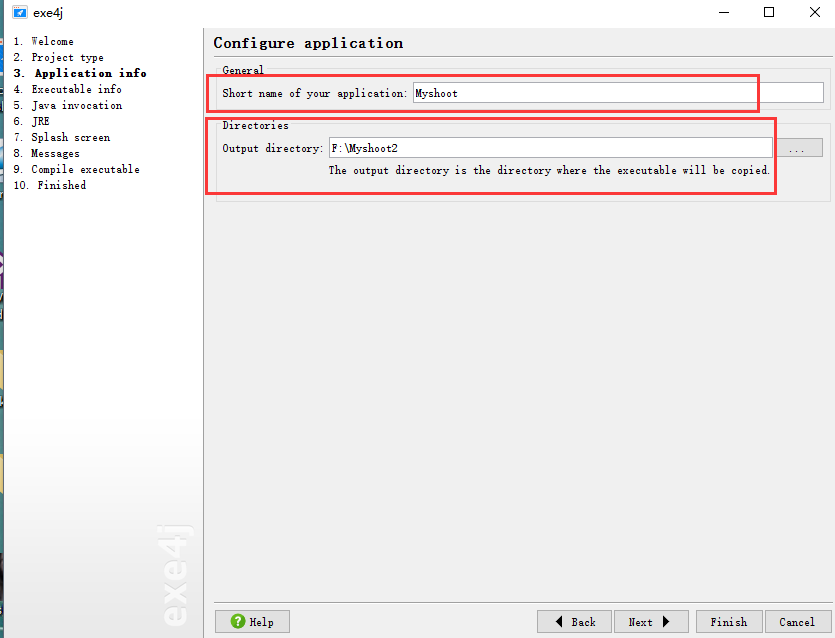 exe4j
1. Welcome
2. Project type
3. Application info
4. Executable info
5. Java invocation
6. JRE
7. Splash screen
8. Messages
9. Compile executable
10. Finished
Configure application
General
Short name of your application: Myshoot
Directories
Output directory: F:\Myshoot2 ...
The output directory is the directory where the executable will be copied.
exe4j
? Help
Back
Next
Finish
Cancel